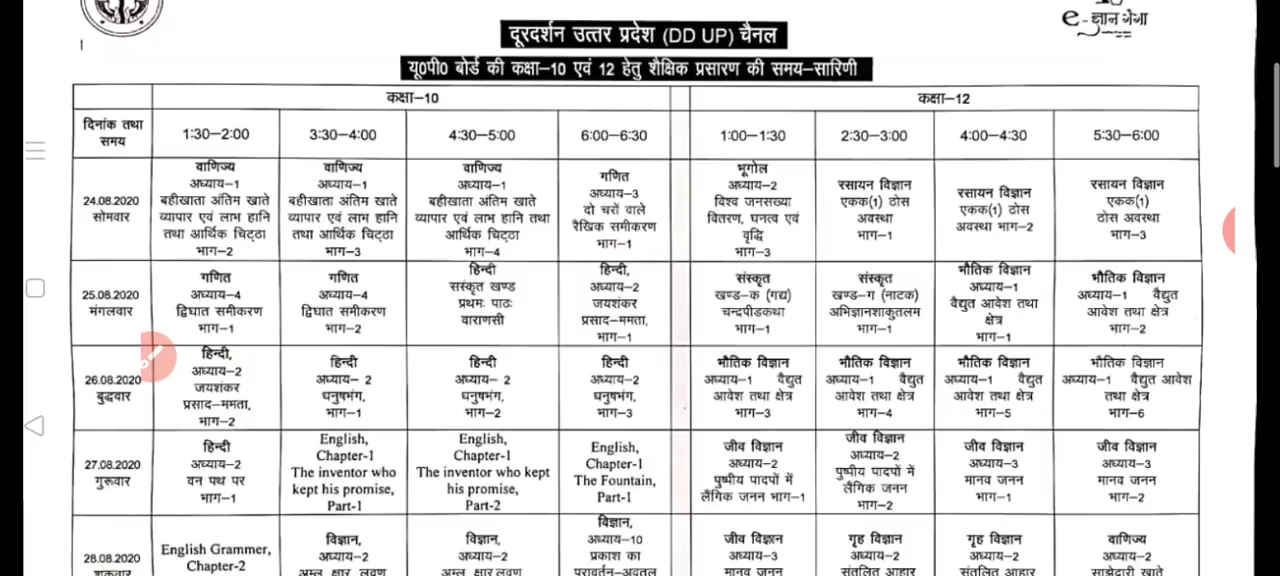 e-ज्ञान गंगा
दूरदर्शन उत्तर प्रदेश (DD UP) चैनल
यू0पी0 बोर्ड की कक्षा–10 एवं 12 हेतु शैक्षिक प्रसारण की समय–सारिणी
कक्षा–10
कक्षा–12
दिनांक तथा
समय
1:30–2:00
3:30–4:00
4:30–5:00
6:00–6:30
1:00–1:30
2:30–3:00
4:00–4:30
5:30–6:00
24.08.2020
सोमवार
वाणिज्य
अध्याय–1
बहीखाता अंतिम खाते
व्यापार एवं लाभ हानि
तथा आर्थिक चिट्ठा
भाग–2
वाणिज्य
अध्याय–1
बहीखाता अंतिम खाते
व्यापार एवं लाभ हानि
तथा आर्थिक चिट्ठा
भाग–3
वाणिज्य
अध्याय–1
बहीखाता अंतिम खाते
व्यापार एवं लाभ हानि तथा
आर्थिक चिट्ठा
भाग–4
गणित
अध्याय–3
दो चरों वाले
रैखिक समीकरण
भाग–1
भूगोल
अध्याय–2
विश्व जनसख्या
वितरण, घनत्व एवं
वृद्धि
भाग–3
रसायन विज्ञान
एकक(1) ठोस
अवस्था
भाग–1
रसायन विज्ञान
एकक(1) ठोस
अवस्था भाग–2
रसायन विज्ञान
एकक(1)
ठोस अवस्था
भाग–3
25.08.2020
मंगलवार
गणित
अध्याय–4
द्विघात समीकरण
भाग–1
गणित
अध्याय–4
द्विघात समीकरण
भाग–2
हिन्दी
संस्कृत खण्ड
प्रथमः पाठः
वाराणसी
हिन्दी,
अध्याय–2
जयशंकर
प्रसाद–ममता,
भाग–1
संस्कृत
खण्ड–क (गद्य)
चन्द्रापीडकथा
भाग–1
संस्कृत
खण्ड–ग (नाटक)
अभिज्ञानशाकुतलम
भाग–1
भौतिक विज्ञान
अध्याय–1
वैद्युत आवेश तथा
क्षेत्र
भाग–1
भौतिक विज्ञान
अध्याय–1 वैद्युत
आवेश तथा क्षेत्र
भाग–2
26.08.2020
बुद्धवार
हिन्दी,
अध्याय–2
जयशंकर
प्रसाद–ममता,
भाग–2
हिन्दी
अध्याय– 2
धनुषभंग,
भाग–1
हिन्दी
अध्याय– 2
धनुषभंग,
भाग–2
हिन्दी
अध्याय–2
धनुषभंग,
भाग–3
भौतिक विज्ञान
अध्याय–1 वैद्युत
आवेश तथा क्षेत्र
भाग–3
भौतिक विज्ञान
अध्याय–1 वैद्युत
आवेश तथा क्षेत्र
भाग–4
भौतिक विज्ञान
अध्याय–1 वैद्युत
आवेश तथा क्षेत्र
भाग–5
भौतिक विज्ञान
अध्याय–1 वैद्युत आवेश
तथा क्षेत्र
भाग–6
27.08.2020
गुरूवार
हिन्दी
अध्याय–2
वन पथ पर
भाग–1
English,
Chapter-1
The inventor who
kept his promise,
Part-1
English,
Chapter-1
The inventor who kept
his promise,
Part-2
English,
Chapter-1
The Fountain,
Part-1
जीव विज्ञान
अध्याय–2
पुष्पीय पादपों में
लैंगिक जनन भाग–1
जीव विज्ञान
अध्याय–2
पुष्पीय पादपों में
लैंगिक जनन
भाग–2
जीव विज्ञान
अध्याय–3
मानव जनन
भाग–1
जीव विज्ञान
अध्याय–3
मानव जनन
भाग–2
28.08.2020
शुक्रवार
English Grammer,
Chapter-2
विज्ञान,
अध्याय–2
अम्ल क्षार लवण
विज्ञान,
अध्याय–2
अम्ल क्षार लवण
विज्ञान,
अध्याय–10
प्रकाश का
परावर्तन–अवतल
जीव विज्ञान
अध्याय–3
मानव जनन
गृह विज्ञान
अध्याय–2
संतुलित आहार
गृह विज्ञान
अध्याय–2
संतुलित आहार
वाणिज्य
अध्याय–2
साझेदारी खाते